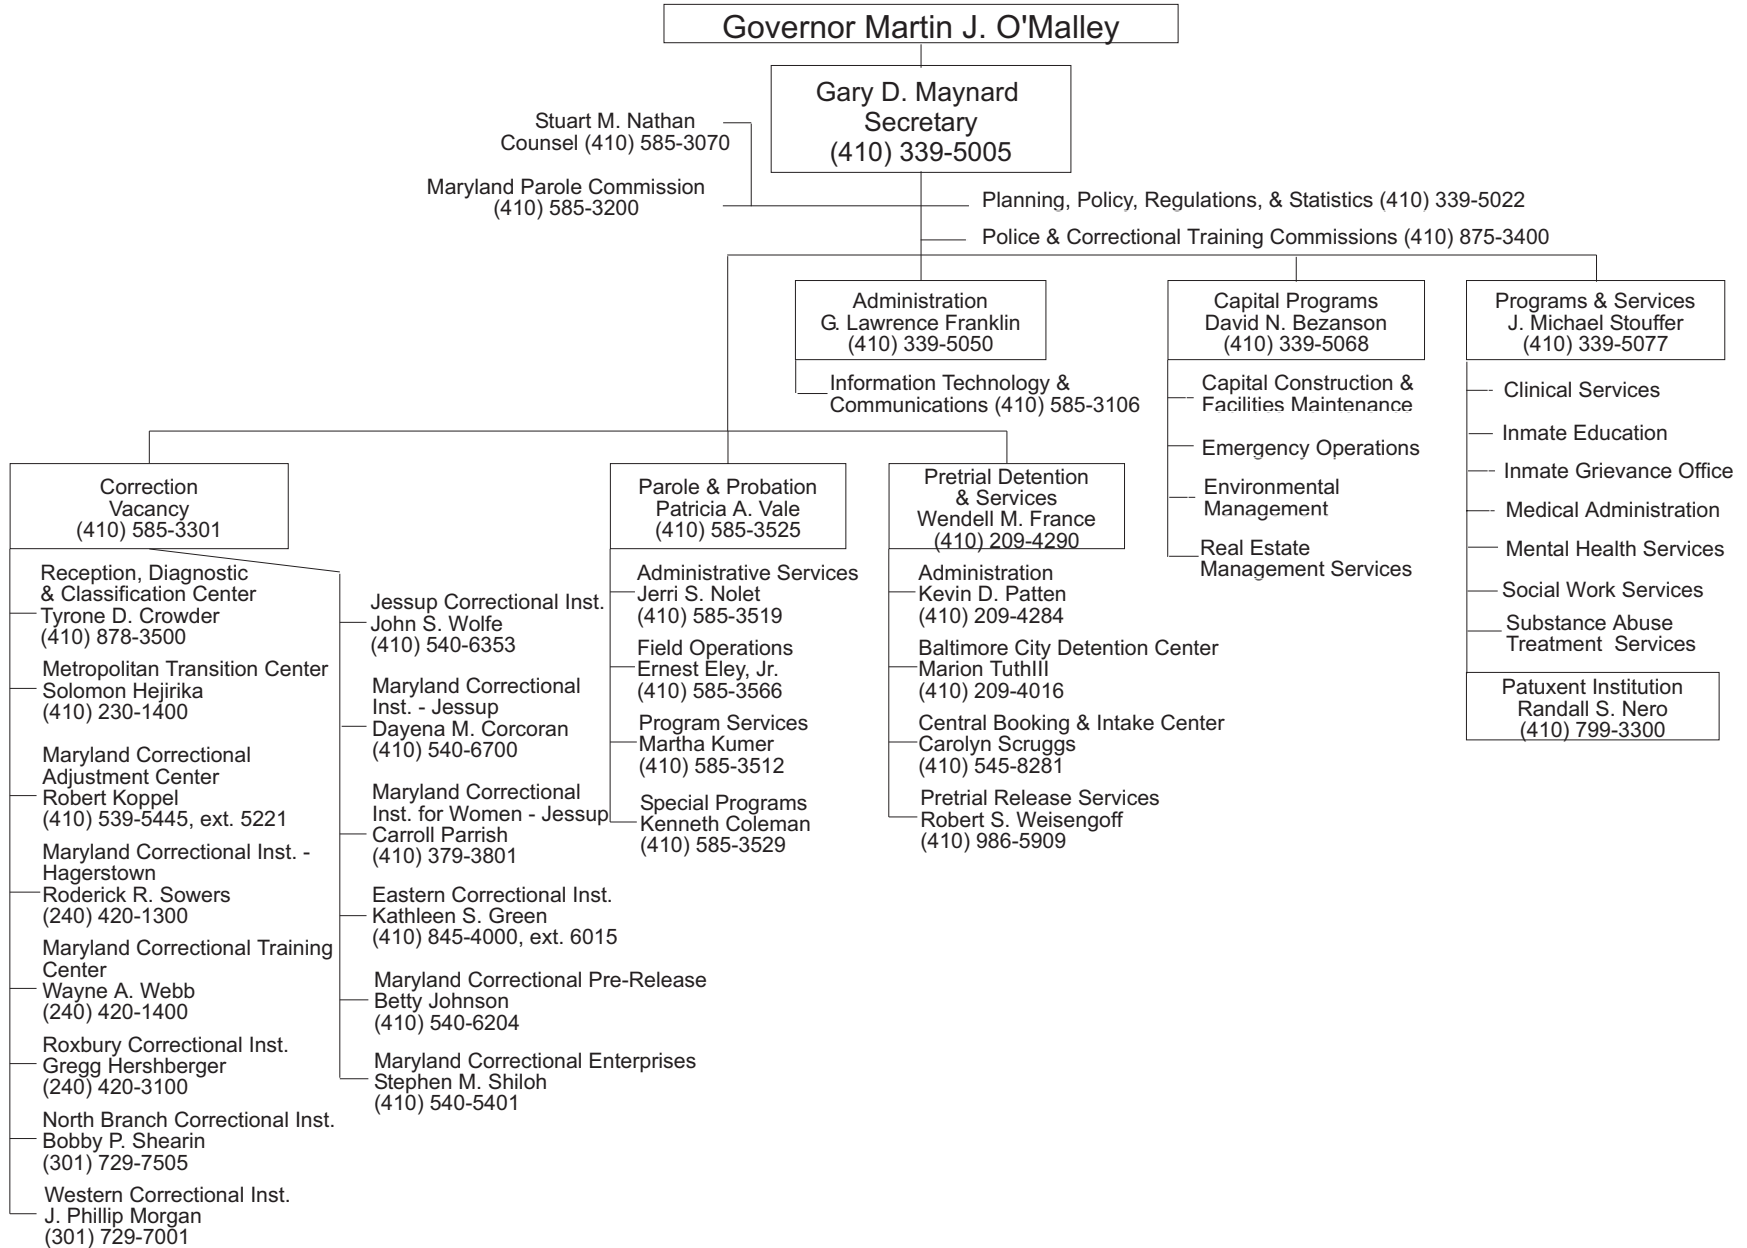 Governor Martin J. O'Malley
Gary D. Maynard
Secretary
(410) 339-5005
Stuart M. Nathan
Counsel (410) 585-3070
Maryland Parole Commission
(410) 585-3200
Planning, Policy, Regulations, & Statistics (410) 339-5022
Police & Correctional Training Commissions (410) 875-3400
Administration
G. Lawrence Franklin
(410) 339-5050
Information Technology &
Communications (410) 585-3106
Capital Programs
David N. Bezanson
(410) 339-5068
Capital Construction &
Facilities Maintenance
Emergency Operations
Environmental
Management
Real Estate
Management Services
Programs & Services
J. Michael Stouffer
(410) 339-5077
Clinical Services
Inmate Education
Inmate Grievance Office
Medical Administration
Mental Health Services
Social Work Services
Substance Abuse
Treatment Services
Patuxent Institution
Randall S. Nero
(410) 799-3300
Correction
Vacancy
(410) 585-3301
Reception, Diagnostic
& Classification Center
Tyrone D. Crowder
(410) 878-3500
Metropolitan Transition Center
Solomon Hejirika
(410) 230-1400
Maryland Correctional
Adjustment Center
Robert Koppel
(410) 539-5445, ext. 5221
Maryland Correctional Inst. -
Hagerstown
Roderick R. Sowers
(240) 420-1300
Maryland Correctional Training
Center
Wayne A. Webb
(240) 420-1400
Roxbury Correctional Inst.
Gregg Hershberger
(240) 420-3100
North Branch Correctional Inst.
Bobby P. Shearin
(301) 729-7505
Western Correctional Inst.
J. Phillip Morgan
(301) 729-7001
Jessup Correctional Inst.
John S. Wolfe
(410) 540-6353
Maryland Correctional
Inst. - Jessup
Dayena M. Corcoran
(410) 540-6700
Maryland Correctional
Inst. for Women - Jessup
Carroll Parrish
(410) 379-3801
Eastern Correctional Inst.
Kathleen S. Green
(410) 845-4000, ext. 6015
Maryland Correctional Pre-Release
Betty Johnson
(410) 540-6204
Maryland Correctional Enterprises
Stephen M. Shiloh
(410) 540-5401
Parole & Probation
Patricia A. Vale
(410) 585-3525
Administrative Services
Jerri S. Nolet
(410) 585-3519
Field Operations
Ernest Eley, Jr.
(410) 585-3566
Program Services
Martha Kumer
(410) 585-3512
Special Programs
Kenneth Coleman
(410) 585-3529
Pretrial Detention
& Services
Wendell M. France
(410) 209-4290
Administration
Kevin D. Patten
(410) 209-4284
Baltimore City Detention Center
Marion TuthIII
(410) 209-4016
Central Booking & Intake Center
Carolyn Scruggs
(410) 545-8281
Pretrial Release Services
Robert S. Weisengoff
(410) 986-5909